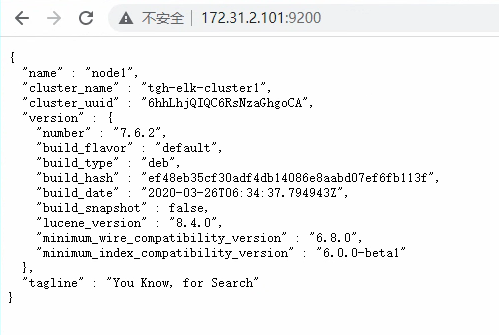 不安全 | 172.31.2.101:9200
{
  "name" : "node1",
  "cluster_name" : "tgh-elk-cluster1",
  "cluster_uuid" : "6hhLhjQIQC6RsNzaGhgoCA",
  "version" : {
    "number" : "7.6.2",
    "build_flavor" : "default",
    "build_type" : "deb",
    "build_hash" : "ef48eb35cf30adf4db14086e8aabd07ef6fb113f",
    "build_date" : "2020-03-26T06:34:37.794943Z",
    "build_snapshot" : false,
    "lucene_version" : "8.4.0",
    "minimum_wire_compatibility_version" : "6.8.0",
    "minimum_index_compatibility_version" : "6.0.0-beta1"
  },
  "tagline" : "You Know, for Search"
}